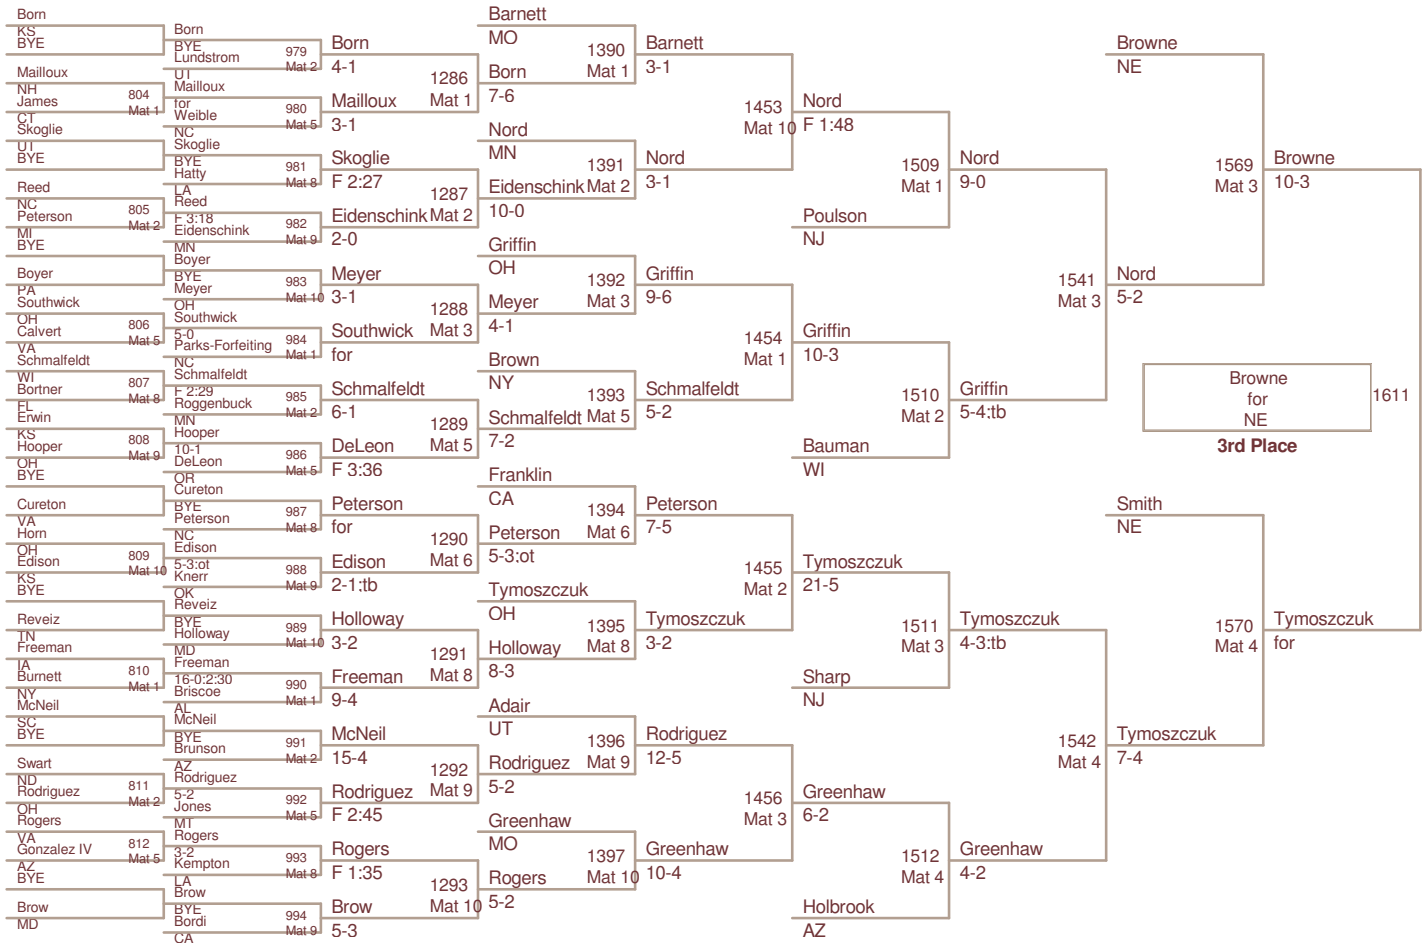 Born
KS
BYE
Mailloux
NH
James
CT
Skoglie
UT
BYE
Reed
NC
Peterson
MI
BYE
Boyer
PA
Southwick
OH
Calvert
VA
Schmalfeldt
WI
Bortner
FL
Erwin
KS
Hooper
OH
BYE
Cureton
VA
Horn
OH
Edison
KS
BYE
Reveiz
TN
Freeman
IA
Burnett
NY
McNeil
SC
BYE
Swart
ND
Rodriguez
OH
Rogers
VA
Gonzalez IV
AZ
BYE
Brow
MD
804
Mat 1
805
Mat 2
806
Mat 5
807
Mat 8
808
Mat 9
809
Mat 10
810
Mat 1
811
Mat 2
812
Mat 5
Born
BYE
Lundstrom
UT
Mailloux
for
Weible
NC
Skoglie
BYE
Hatty
LA
Reed
F 3:18
Eidenschink
MN
Boyer
BYE
Meyer
OH
Southwick
5-0
Parks-Forfeiting
NC
Schmalfeldt
F 2:29
Roggenbuck
MN
Hooper
10-1
DeLeon
OR
Cureton
BYE
Peterson
NC
Edison
5-3:ot
Knerr
OK
Reveiz
BYE
Holloway
MD
Freeman
16-0:2:30
Briscoe
AL
McNeil
BYE
Brunson
AZ
Rodriguez
5-2
Jones
MT
Rogers
3-2
Kempton
LA
Brow
BYE
Bordi
CA
979
Mat 2
980
Mat 5
981
Mat 8
982
Mat 9
983
Mat 10
984
Mat 1
985
Mat 2
986
Mat 5
987
Mat 8
988
Mat 9
989
Mat 10
990
Mat 1
991
Mat 2
992
Mat 5
993
Mat 8
994
Mat 9
Born
4-1
Mailloux
3-1
Skoglie
F 2:27
Eidenschink
2-0
Meyer
3-1
Southwick
for
Schmalfeldt
6-1
DeLeon
F 3:36
Peterson
for
Edison
2-1:tb
Holloway
3-2
Freeman
9-4
McNeil
15-4
Rodriguez
F 2:45
Rogers
F 1:35
Brow
5-3
1286
Mat 1
1287
Mat 2
1288
Mat 3
1289
Mat 5
1290
Mat 6
1291
Mat 8
1292
Mat 9
1293
Mat 10
Barnett
MO
Born
7-6
Nord
MN
Eidenschink
10-0
Griffin
OH
Meyer
4-1
Brown
NY
Schmalfeldt
7-2
Franklin
CA
Peterson
5-3:ot
Tymoszczuk
OH
Holloway
8-3
Adair
UT
Rodriguez
5-2
Greenhaw
MO
Rogers
5-2
1390
Mat 1
1391
Mat 2
1392
Mat 3
1393
Mat 5
1394
Mat 6
1395
Mat 8
1396
Mat 9
1397
Mat 10
Barnett
3-1
Nord
3-1
Griffin
9-6
Schmalfeldt
5-2
Peterson
7-5
Tymoszczuk
3-2
Rodriguez
12-5
Greenhaw
10-4
1453
Mat 10
1454
Mat 1
1455
Mat 2
1456
Mat 3
Nord
F 1:48
Poulson
NJ
Griffin
10-3
Bauman
WI
Tymoszczuk
21-5
Sharp
NJ
Greenhaw
6-2
Holbrook
AZ
1509
Mat 1
1510
Mat 2
1511
Mat 3
1512
Mat 4
Nord
9-0
Griffin
5-4:tb
Tymoszczuk
4-3:tb
Greenhaw
4-2
1541
Mat 3
1542
Mat 4
Browne
NE
Nord
5-2
Smith
NE
Tymoszczuk
7-4
1569
Mat 3
1570
Mat 4
Browne
10-3
Tymoszczuk
for
Browne
for
NE
1611
3rd Place